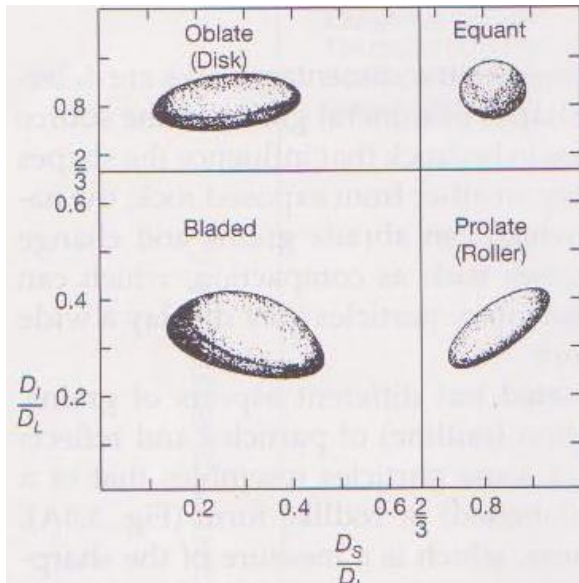 Oblate
(Disk)
Equant
0.8
2/3
0.6
Bladed
Prolate
(Roller)
0.4
D_I/D_L
0.2
0.2
0.4
0.6
2/3
0.8
D_S